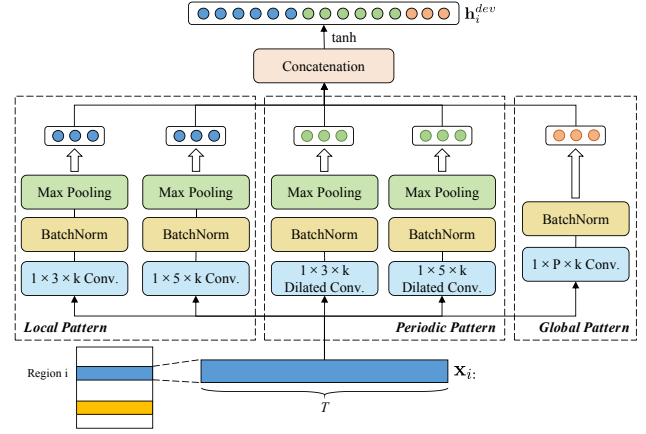 h_i^{dev}
tanh
Concatenation
Max Pooling
Max Pooling
Max Pooling
Max Pooling
BatchNorm
BatchNorm
BatchNorm
BatchNorm
BatchNorm
1 × 3 × k Conv.
1 × 5 × k Conv.
1 × 3 × k
Dilated Conv.
1 × 5 × k
Dilated Conv.
1 × P × k Conv.
Local Pattern
Periodic Pattern
Global Pattern
Region i
x_{i:}
T